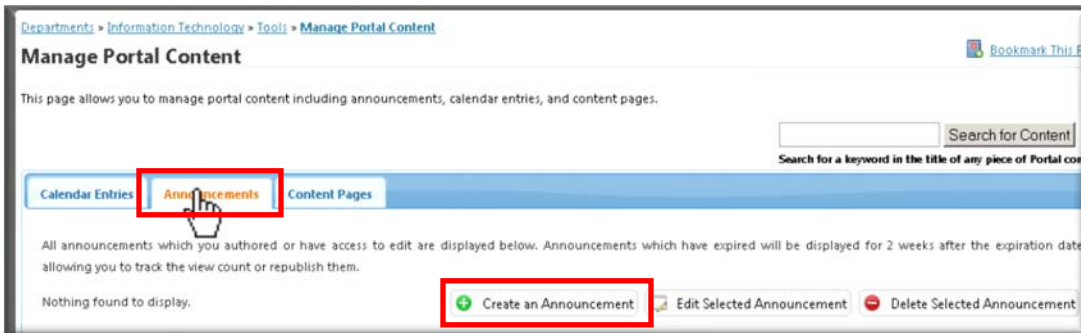 Departments » Information Technology » Tools » Manage Portal Content
Manage Portal Content
Bookmark This
This page allows you to manage portal content including announcements, calendar entries, and content pages.
Search for Content
Search for a keyword in the title of any piece of Portal
Calendar Entries Announcements Content Pages
All announcements which you authored or have access to edit are displayed below. Announcements which have expired will be displayed for 2 weeks after the expiration date
allowing you to track the view count or republish them.
Nothing found to display. Create an Announcement Edit Selected Announcement Delete Selected Announcement